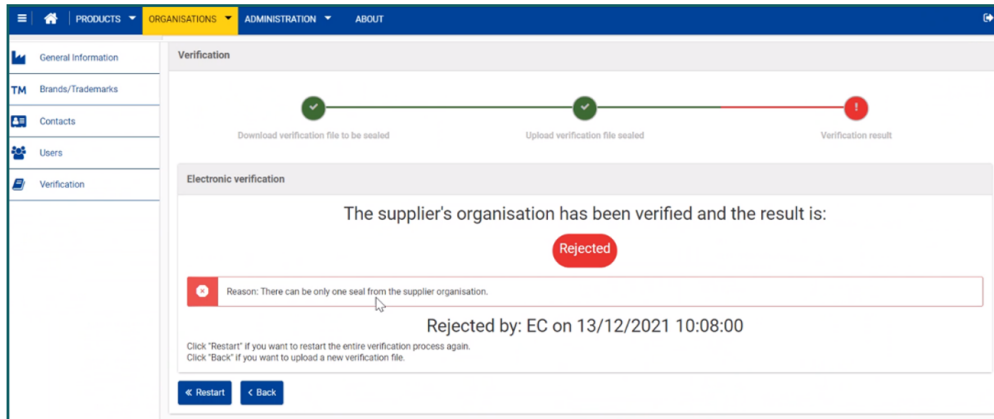 PRODUCTS ORGANISATIONS ADMINISTRATION ABOUT
General Information
TM Brands/Trademarks
Contacts
Users
Verification
Verification
Download verification file to be sealed
Upload verification file sealed
Verification result
Electronic verification
The supplier's organisation has been verified and the result is:
Rejected
Reason: There can be only one seal from the supplier organisation.
Rejected by: EC on 13/12/2021 10:08:00
Click "Restart" if you want to restart the entire verification process again.
Click "Back" if you want to upload a new verification file.
« Restart
< Back